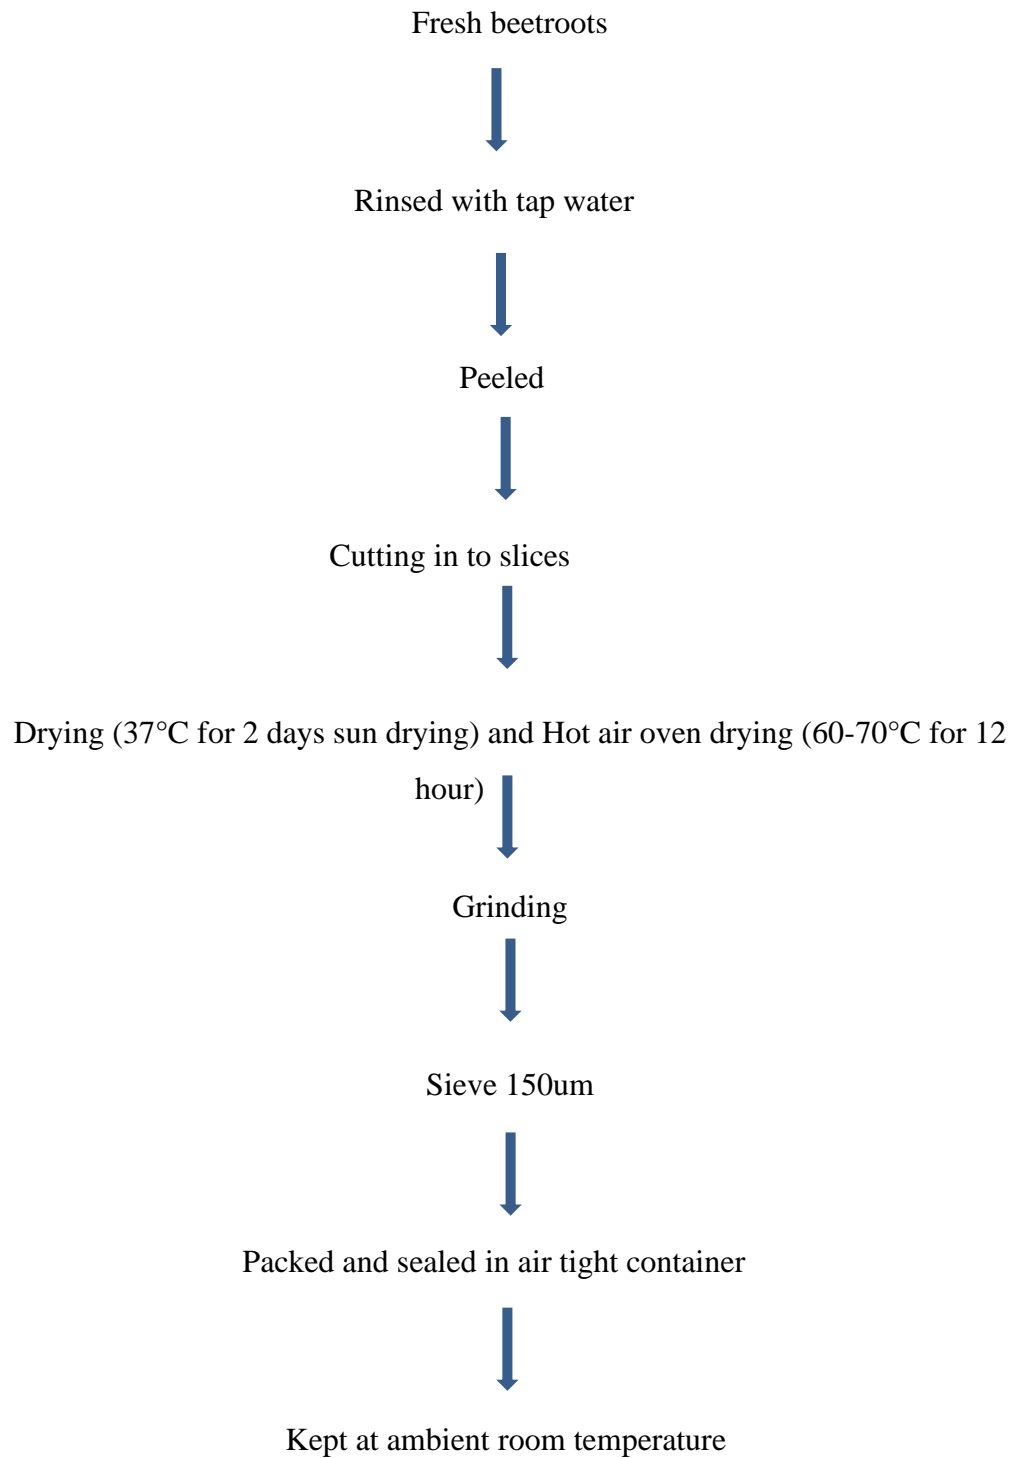 Fresh beetroots
Rinsed with tap water
Peeled
Cutting in to slices
Drying (37°C for 2 days sun drying) and Hot air oven drying (60-70°C for 12
hour)
Grinding
Sieve 150um
Packed and sealed in air tight container
Kept at ambient room temperature